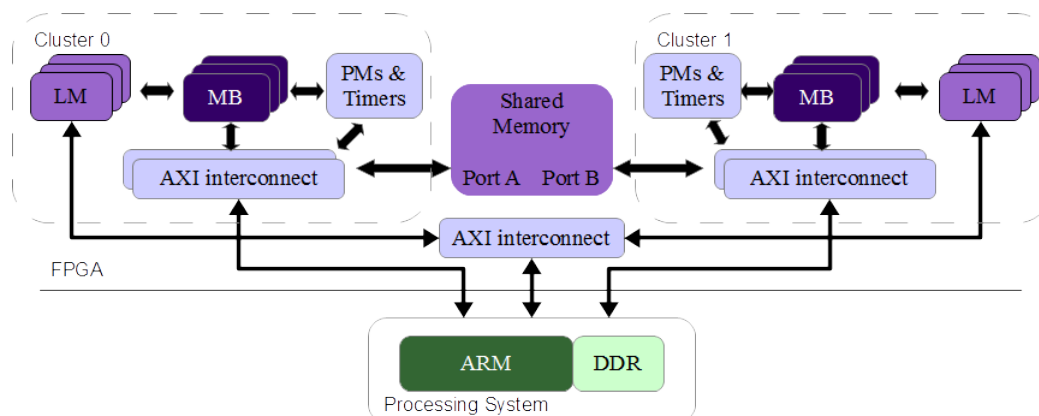 Cluster 0
LM
MB
PMs &
Timers
AXI interconnect
Shared
Memory
Port A
Port B
Cluster 1
PMs &
Timers
MB
LM
AXI interconnect
AXI interconnect
FPGA
ARM
DDR
Processing System